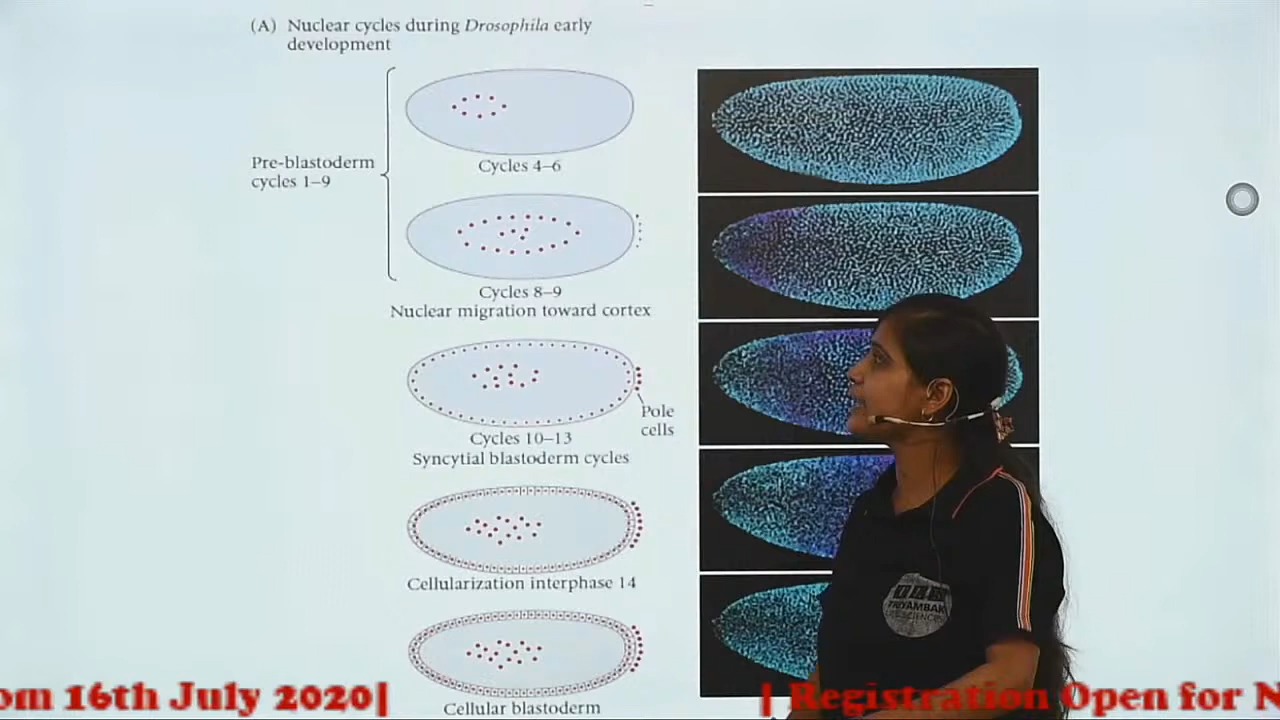 (A) Nuclear cycles during Drosophila early
development
Pre-blastoderm
cycles 1–9
Cycles 4–6
Cycles 8–9
Nuclear migration toward cortex
Pole
cells
Cycles 10–13
Syncytial blastoderm cycles
Cellularization interphase 14
Cellular blastoderm
TRIYAMBAK
om 16th July 2020| | Registration Open for N